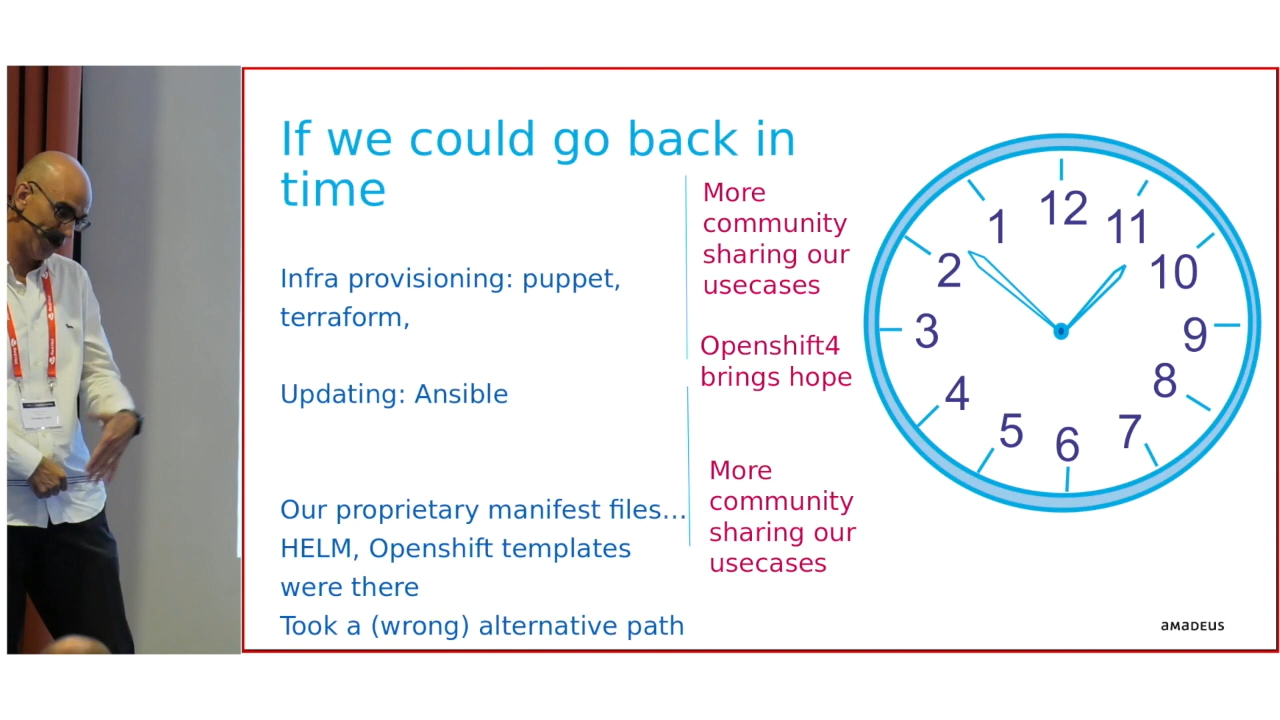 If we could go back in
time
Infra provisioning: puppet,
terraform,
Updating: Ansible
Our proprietary manifest files...
HELM, Openshift templates
were there
Took a (wrong) alternative path
More
community
sharing our
usecases
Openshift4
brings hope
More
community
sharing our
usecases
12
11
10
9
8
7
6
5
4
3
2
1
amaDEUS